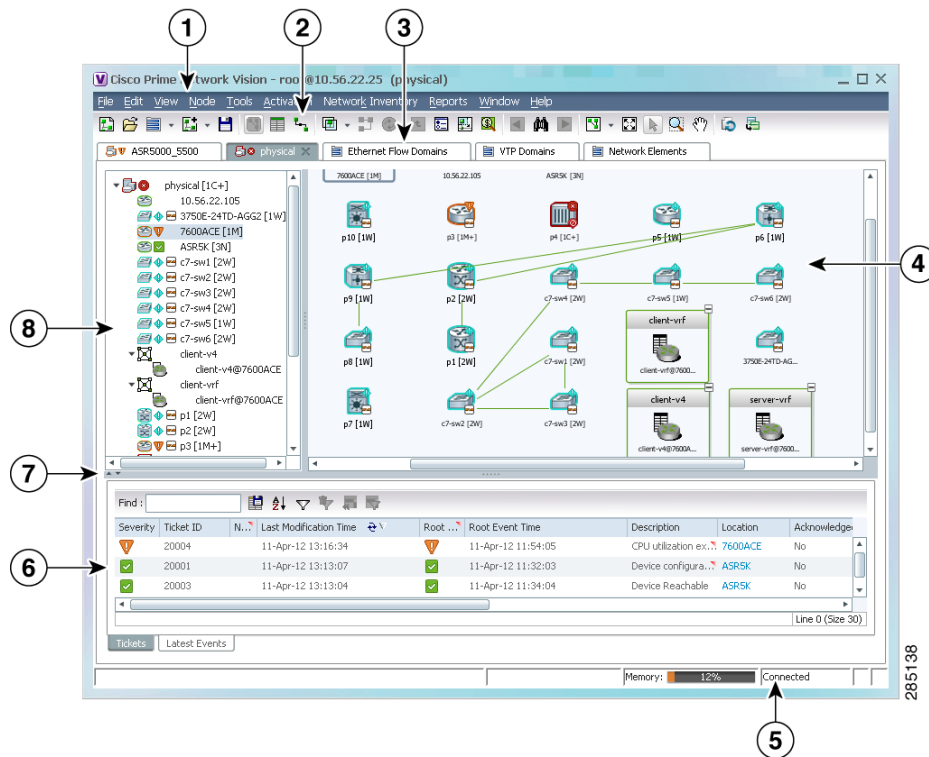 1
2
3
Cisco Prime Network Vision - root@10.56.22.25 (physical)
File Edit View Node Tools Activation Network Inventory Reports Window Help
ASR5000_5500
physical
Ethernet Flow Domains
VTP Domains
Network Elements
physical [1C+]
10.56.22.105
3750E-24TD-AGG2 [1W]
7600ACE [1M]
ASR5K [3N]
c7-sw1 [2W]
c7-sw2 [2W]
c7-sw3 [2W]
c7-sw4 [2W]
c7-sw5 [1W]
c7-sw6 [2W]
client-v4
client-v4@7600ACE
client-vrf
client-vrf@7600ACE
p1 [2W]
p2 [2W]
p3 [1M+]
7600ACE [1M]
10.56.22.105
ASR5K [3N]
p10 [1W]
p3 [1M+]
p4 [1C+]
p5 [1W]
p6 [1W]
p9 [1W]
p2 [2W]
c7-sw4 [2W]
c7-sw5 [1W]
c7-sw6 [2W]
client-vrf
client-vrf@7600...
p8 [1W]
p1 [2W]
c7-sw1 [2W]
3750E-24TD-AG...
p7 [1W]
c7-sw2 [2W]
c7-sw3 [2W]
client-v4
client-v4@7600A...
server-vrf
server-vrf@7600...
4
8
7
6
Find :
Severity Ticket ID N... Last Modification Time Root ... Root Event Time Description Location Acknowledged
20004 11-Apr-12 13:16:34 11-Apr-12 11:54:05 CPU utilization ex... 7600ACE No
20001 11-Apr-12 13:13:07 11-Apr-12 11:32:03 Device configura... ASR5K No
20003 11-Apr-12 13:13:04 11-Apr-12 11:34:04 Device Reachable ASR5K No
Line 0 (Size 30)
Tickets
Latest Events
Memory: 12% Connected
285138
5